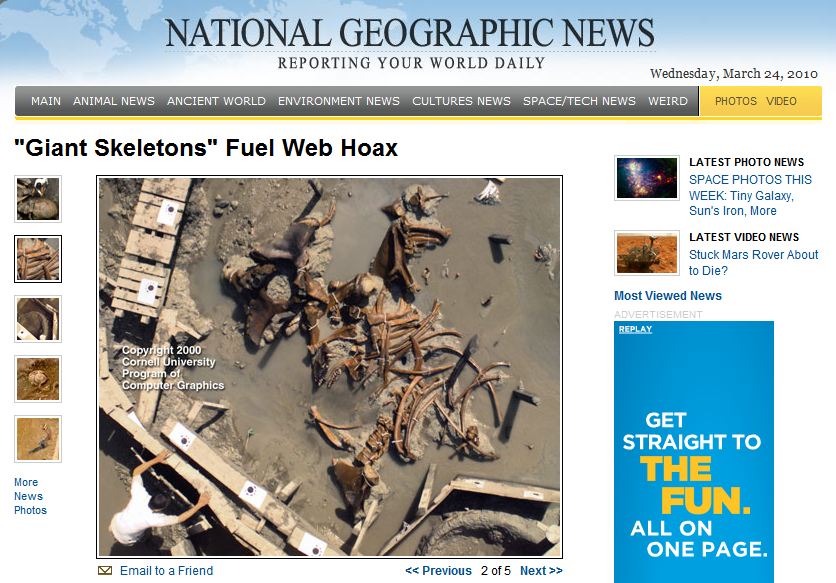 NATIONAL GEOGRAPHIC NEWS
REPORTING YOUR WORLD DAILY
Wednesday, March 24, 2010
MAIN ANIMAL NEWS ANCIENT WORLD ENVIRONMENT NEWS CULTURES NEWS SPACE/TECH NEWS WEIRD PHOTOS VIDEO
"Giant Skeletons" Fuel Web Hoax
Copyright 2000
Cornell University
Program of
Computer Graphics
More
News
Photos
Email to a Friend
<< Previous 2 of 5 Next >>
LATEST PHOTO NEWS
SPACE PHOTOS THIS
WEEK: Tiny Galaxy,
Sun's Iron, More
LATEST VIDEO NEWS
Stuck Mars Rover About
to Die?
Most Viewed News
ADVERTISEMENT
REPLAY
GET
STRAIGHT TO
THE
FUN.
ALL ON
ONE PAGE.